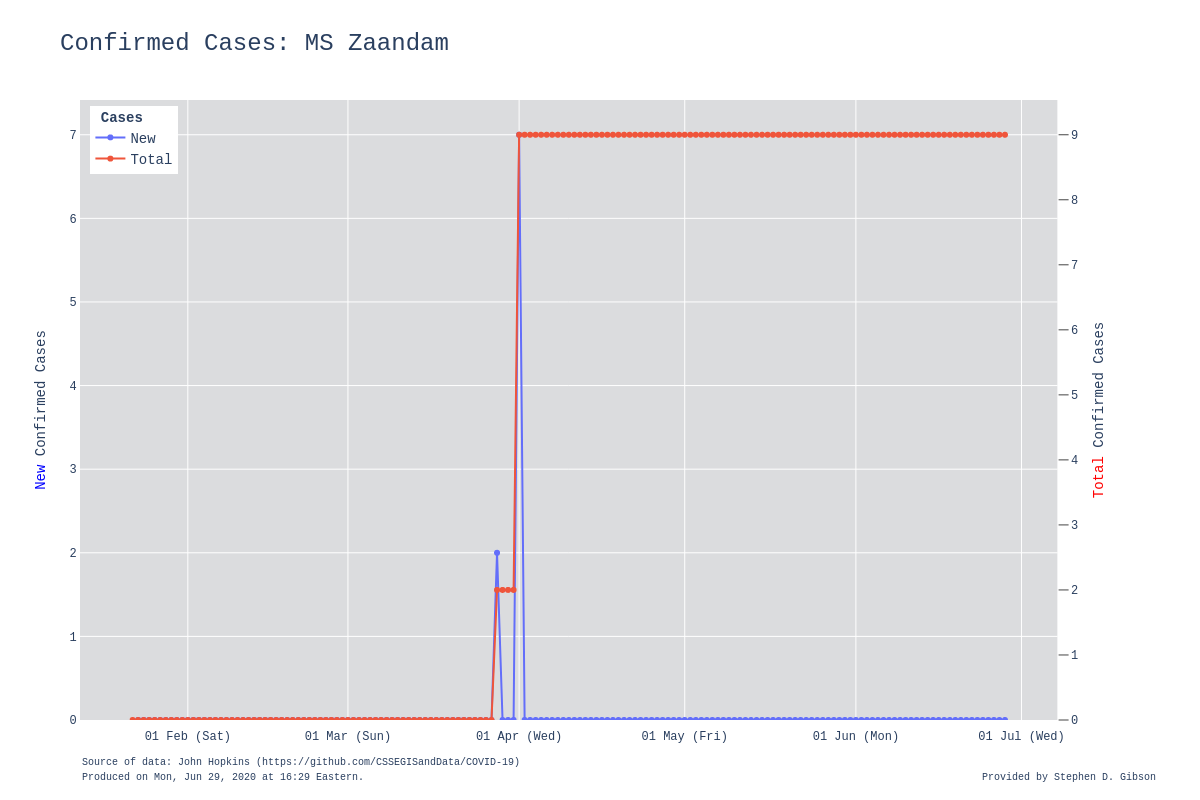 Confirmed Cases: MS Zaandam
Cases
New
Total
7
6
5
4
3
2
1
0
New Confirmed Cases
9
8
7
6
5
4
3
2
1
0
Total Confirmed Cases
01 Feb (Sat)
01 Mar (Sun)
01 Apr (Wed)
01 May (Fri)
01 Jun (Mon)
01 Jul (Wed)
Source of data: John Hopkins (https://github.com/CSSEGISandData/COVID-19)
Produced on Mon, Jun 29, 2020 at 16:29 Eastern.
Provided by Stephen D. Gibson